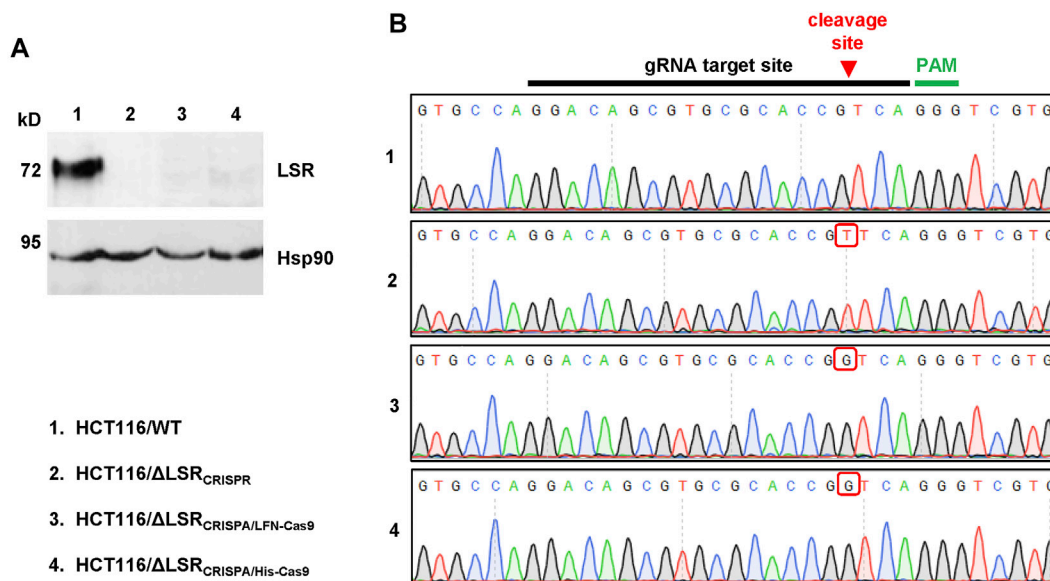 A
kD 1 2 3 4
72 LSR
95 Hsp90
1. HCT116/WT
2. HCT116/ΔLSRCRISPR
3. HCT116/ΔLSRCRISPA/LFN-Cas9
4. HCT116/ΔLSRCRISPA/His-Cas9
B
cleavage
site
gRNA target site PAM
G T G C C A G G A C A G C G T G C G C A C C G T C A G G G T C G T G
1
G T G C C A G G A C A G C G T G C G C A C C G T T C A G G G T C G T G
2
G T G C C A G G A C A G C G T G C G C A C C G G T C A G G G T C G T G
3
G T G C C A G G A C A G C G T G C G C A C C G G T C A G G G T C G T G
4